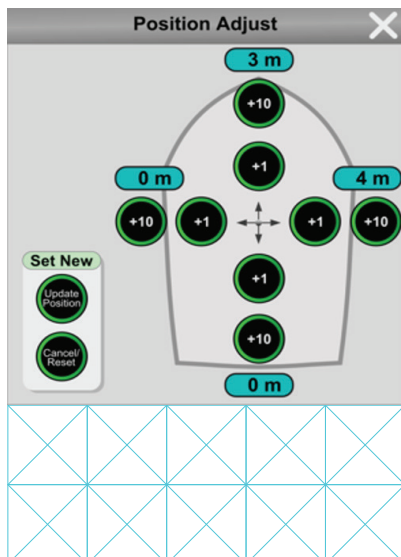 Position Adjust
3 m
+10
+1
0 m
4 m
+10
+1
+1
+10
Set New
Update
Position
+1
Cancel/
Reset
+10
0 m